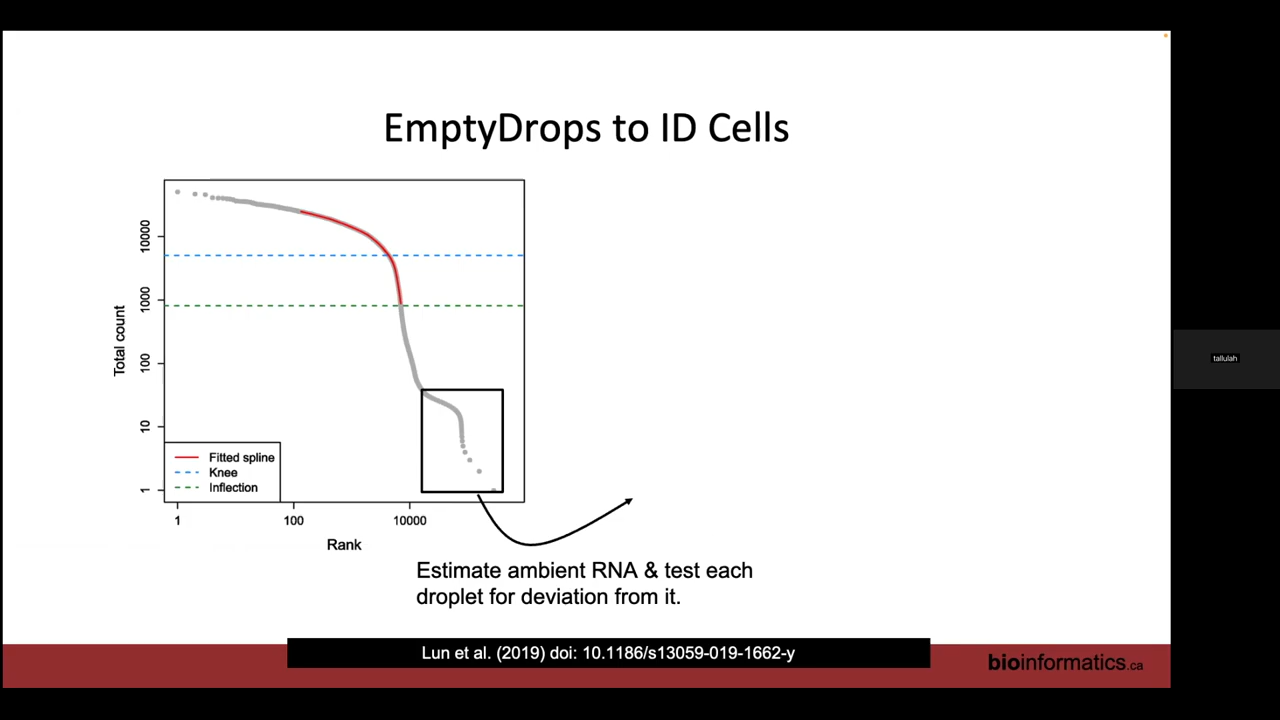 EmptyDrops to ID Cells
Total count
10000
1000
100
10
1
Fitted spline
Knee
Inflection
1
100
10000
Rank
Estimate ambient RNA & test each
droplet for deviation from it.
Lun et al. (2019) doi: 10.1186/s13059-019-1662-y
bioinformatics.ca
tallulah